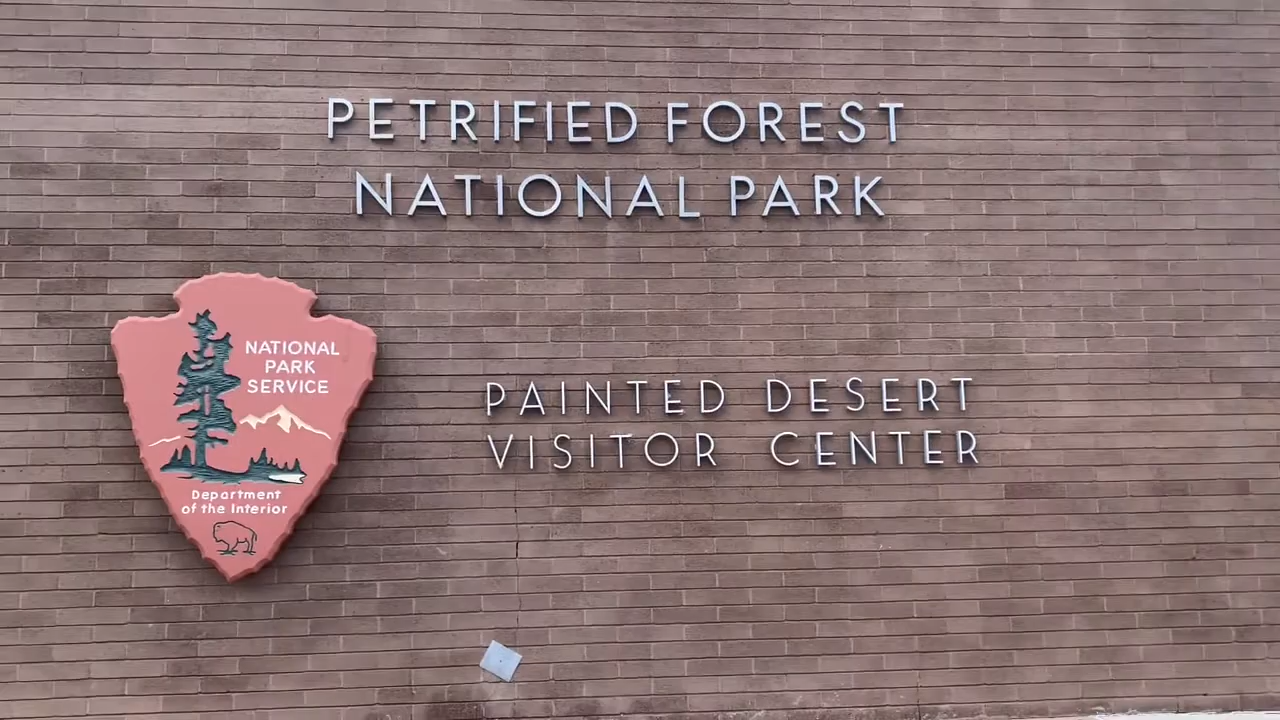 PETRIFIED FOREST
NATIONAL PARK
NATIONAL
PARK
SERVICE
Department
of the Interior
PAINTED DESERT
VISITOR CENTER